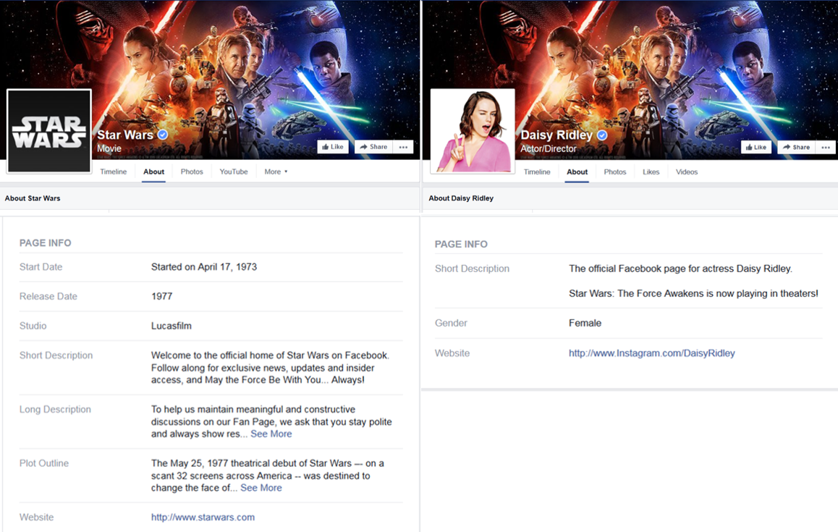 STAR
WARS
Star Wars
Movie
Like
Share
Timeline
About
Photos
YouTube
More
About Star Wars
PAGE INFO
Start Date
Started on April 17, 1973
Release Date
1977
Studio
Lucasfilm
Short Description
Welcome to the official home of Star Wars on Facebook.
Follow along for exclusive news, updates and insider
access, and May the Force Be With You... Always!
Long Description
To help us maintain meaningful and constructive
discussions on our Fan Page, we ask that you stay polite
and always show res... See More
Plot Outline
The May 25, 1977 theatrical debut of Star Wars –- on a
scant 32 screens across America -- was destined to
change the face of... See More
Website
http://www.starwars.com
Daisy Ridley
Actor/Director
Like
Share
Timeline
About
Photos
Likes
Videos
About Daisy Ridley
PAGE INFO
Short Description
The official Facebook page for actress Daisy Ridley.
Star Wars: The Force Awakens is now playing in theaters!
Gender
Female
Website
http://www.Instagram.com/DaisyRidley